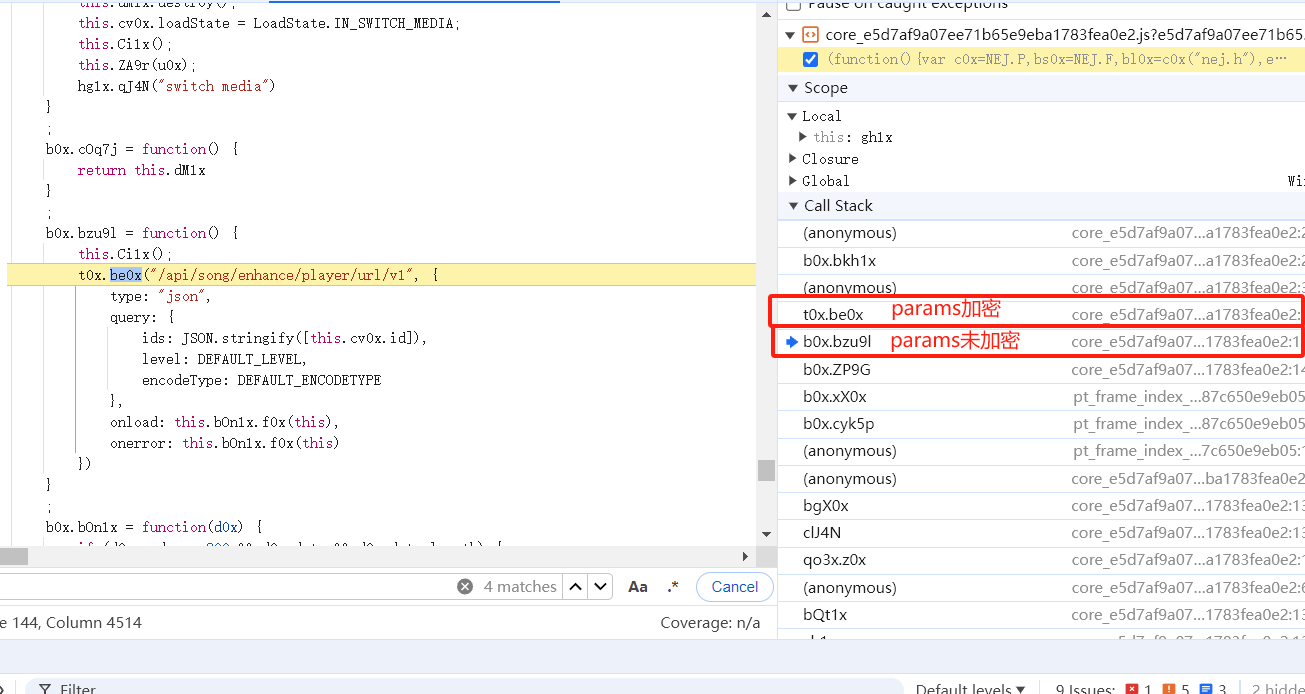 this.dM1x.destroy();
this.cv0x.loadState = LoadState.IN_SWITCH_MEDIA;
this.Ci1x();
this.ZA9r(u0x);
hg1x.qJ4N("switch media")
}
;
b0x.cOq7j = function() {
return this.dM1x
}
;
b0x.bzu9l = function() {
this.Ci1x();
t0x.be0x("/api/song/enhance/player/url/v1", {
type: "json",
query: {
ids: JSON.stringify([this.cv0x.id]),
level: DEFAULT_LEVEL,
encodeType: DEFAULT_ENCODETYPE
},
onload: this.bOn1x.f0x(this),
onerror: this.bOn1x.f0x(this)
})
}
;
b0x.bOn1x = function(d0x) {
4 matches
Aa
.*
Cancel
e 144, Column 4514
Coverage: n/a
Pause on caught exceptions
core_e5d7af9a07ee71b65e9eba1783fea0e2.js?e5d7af9a07ee71b65
(function(){var c0x=NEJ.P,bs0x=NEJ.F,bl0x=c0x("nej.h"),e…
Scope
Local
this: gh1x
Closure
Global
Wi
Call Stack
(anonymous) core_e5d7af9a07...a1783fea0e2:2
b0x.bkh1x core_e5d7af9a07...a1783fea0e2:2
(anonymous) core_e5d7af9a07...a1783fea0e2:3
t0x.be0x params加密 core_e5d7af9a07...a1783fea0e2:
b0x.bzu9l params未加密 core_e5d7af9a07...1783fea0e2:1
b0x.ZP9G core_e5d7af9a07...1783fea0e2:14
b0x.xX0x pt_frame_index_...87c650e9eb05
b0x.cyk5p pt_frame_index_...87c650e9eb05
(anonymous) pt_frame_index_...7c650e9eb05:1
(anonymous) core_e5d7af9a07...ba1783fea0e2
bgX0x core_e5d7af9a07...1783fea0e2:13
clJ4N core_e5d7af9a07...1783fea0e2:13
qo3x.z0x core_e5d7af9a07...a1783fea0e2:1
(anonymous) core_e5d7af9a07...a1783fea0e2:6
bQt1x core_e5d7af9a07...1783fea0e2:13
Filter
Default levels
9 Issues:
1
5
3
2 hidde